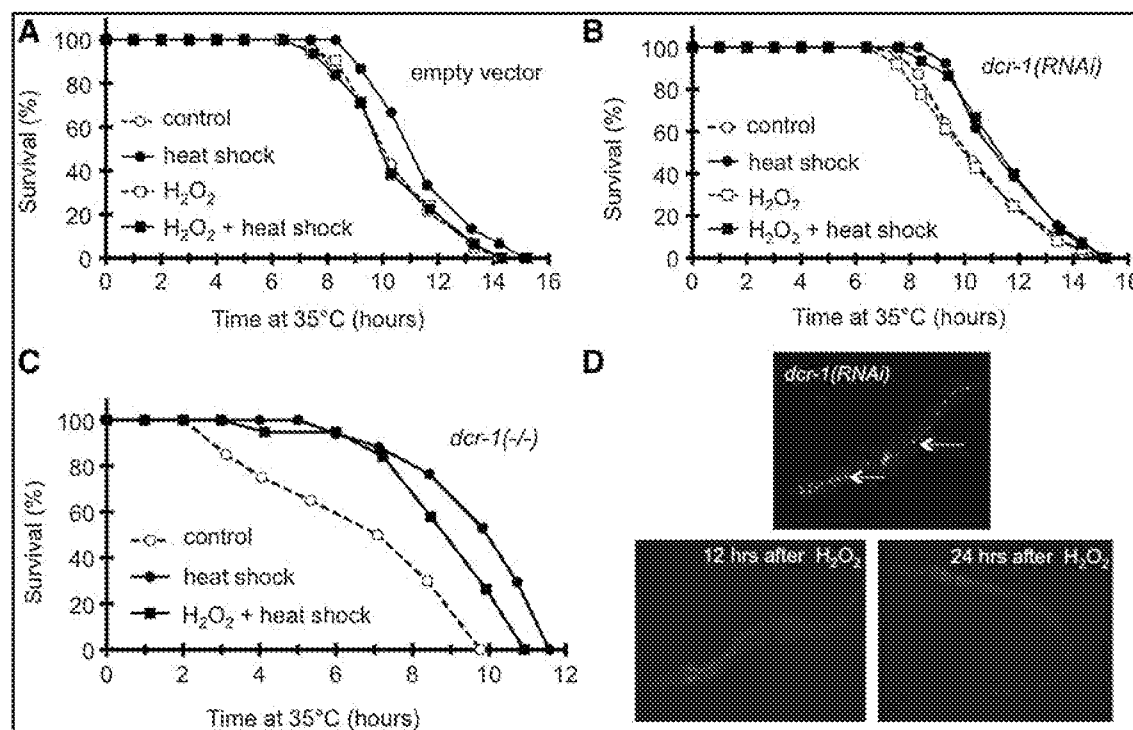 A
Survival (%)
100
80
60
40
20
0
empty vector
control
heat shock
H₂O₂
H₂O₂ + heat shock
0 2 4 6 8 10 12 14 16
Time at 35°C (hours)
B
Survival (%)
100
80
60
40
20
0
dcr-1(RNAi)
control
heat shock
H₂O₂
H₂O₂ + heat shock
0 2 4 6 8 10 12 14 16
Time at 35°C (hours)
C
Survival (%)
100
80
60
40
20
0
dcr-1(-/-)
control
heat shock
H₂O₂ + heat shock
0 2 4 6 8 10 12
Time at 35°C (hours)
D
dcr-1(RNAi)
12 hrs after H₂O₂
24 hrs after H₂O₂